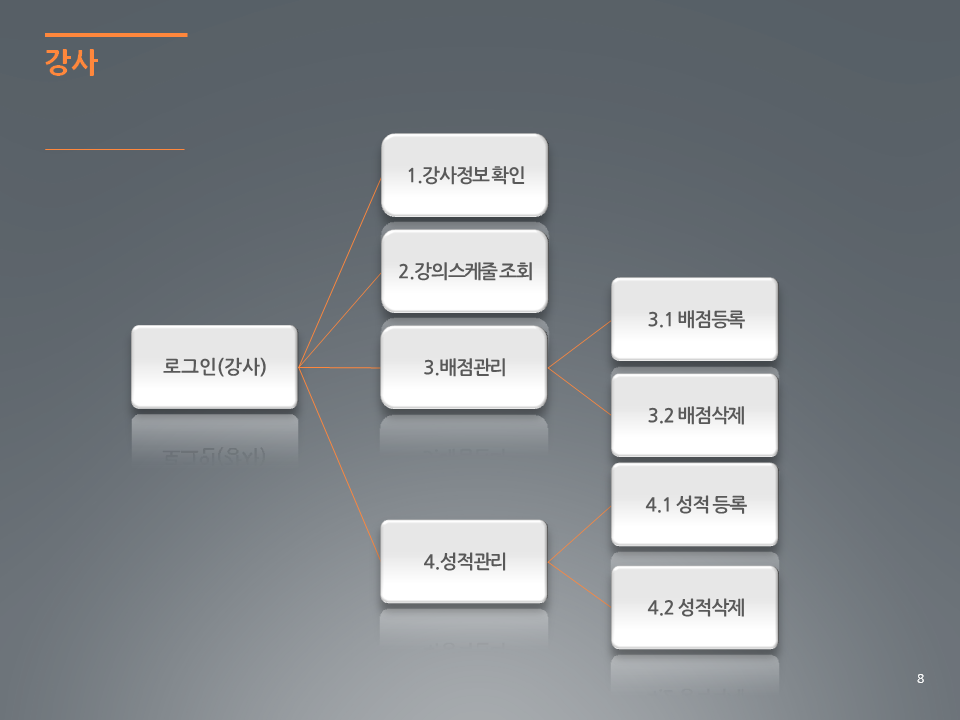 강사
1.강사정보 확인
2.강의스케줄 조회
로그인(강사)
3.배점관리
3.1 배점등록
3.2 배점삭제
4.성적관리
4.1 성적 등록
4.2 성적삭제
8